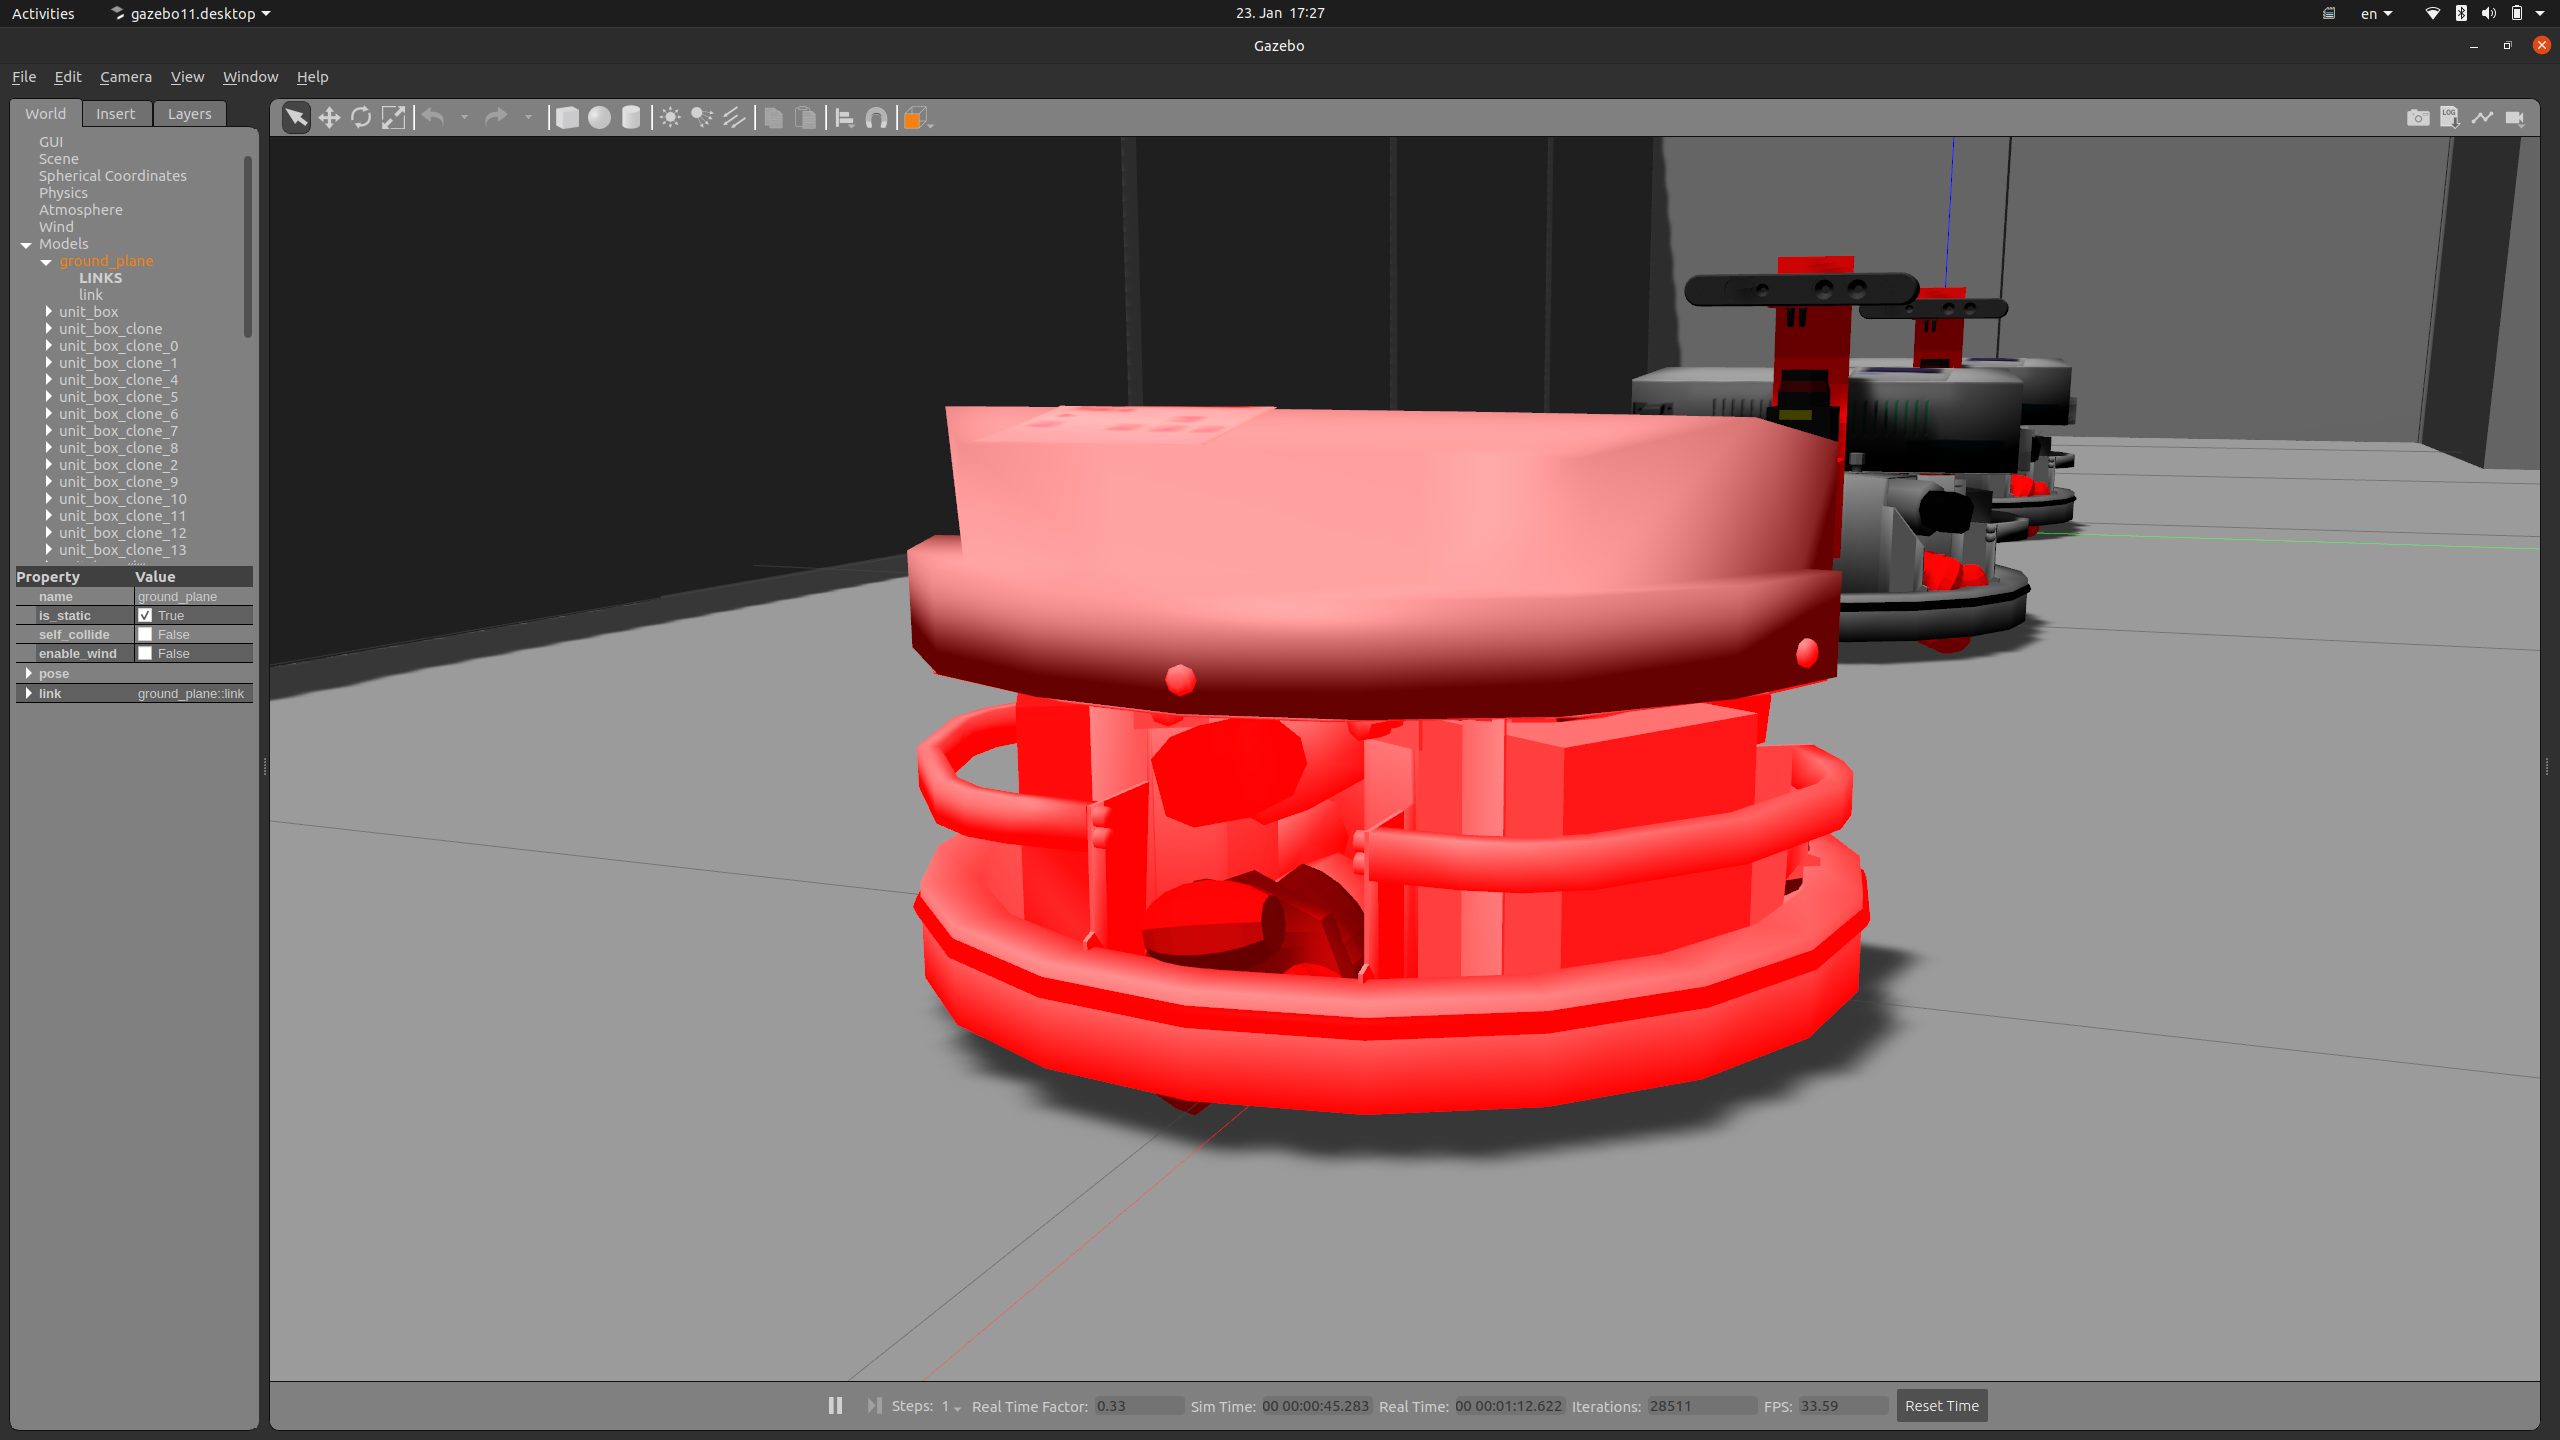 Activities gazebo11.desktop 23. Jan 17:27 en
Gazebo
File Edit Camera View Window Help
World Insert Layers
LOG
GUI
Scene
Spherical Coordinates
Physics
Atmosphere
Wind
Models
ground_plane
LINKS
link
unit_box
unit_box_clone
unit_box_clone_0
unit_box_clone_1
unit_box_clone_4
unit_box_clone_5
unit_box_clone_6
unit_box_clone_7
unit_box_clone_8
unit_box_clone_2
unit_box_clone_9
unit_box_clone_10
unit_box_clone_11
unit_box_clone_12
unit_box_clone_13
Property Value
name ground_plane
is_static True
self_collide False
enable_wind False
pose
link ground_plane::link
Steps: 1 Real Time Factor: 0.33 Sim Time: 00 00:00:45.283 Real Time: 00 00:01:12.622 Iterations: 28511 FPS: 33.59 Reset Time